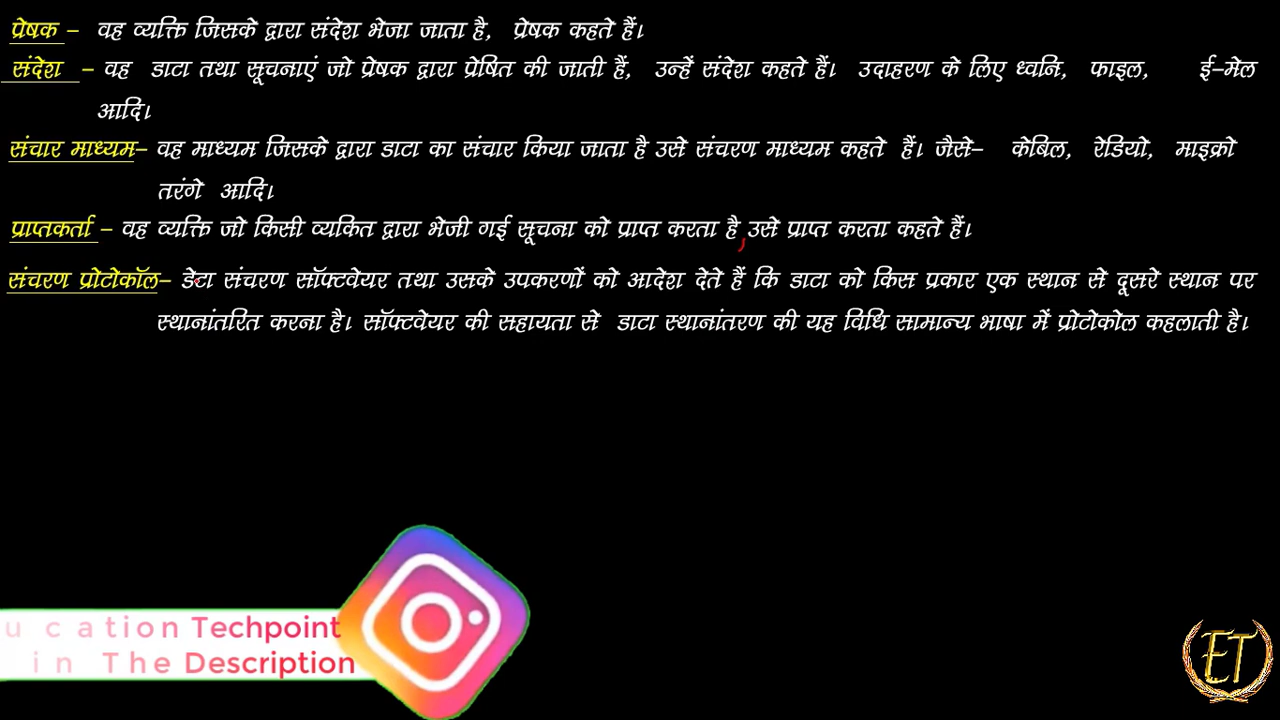 प्रेषक – वह व्यक्ति जिसके द्वारा संदेश भेजा जाता है, प्रेषक कहते हैं।
संदेश – वह डाटा तथा सूचनाएं जो प्रेषक द्वारा प्रेषित की जाती हैं, उन्हें संदेश कहते हैं। उदाहरण के लिए ध्वनि, फाइल, ई-मेल
आदि।
संचार माध्यम– वह माध्यम जिसके द्वारा डाटा का संचार किया जाता है उसे संचरण माध्यम कहते हैं। जैसे– केबिल, रेडियो, माइक्रो
तरंगे आदि।
प्राप्तकर्ता – वह व्यक्ति जो किसी व्यकित द्वारा भेजी गई सूचना को प्राप्त करता है, उसे प्राप्त करता कहते हैं।
संचरण प्रोटोकॉल– डेटा संचरण सॉफ्टवेयर तथा उसके उपकरणों को आदेश देते हैं कि डाटा को किस प्रकार एक स्थान से दूसरे स्थान पर
स्थानांतरित करना है। सॉफ्टवेयर की सहायता से डाटा स्थानांतरण की यह विधि सामान्य भाषा में प्रोटोकोल कहलाती है।
u c a t i o n Techpoint
i n T h e Description
ET